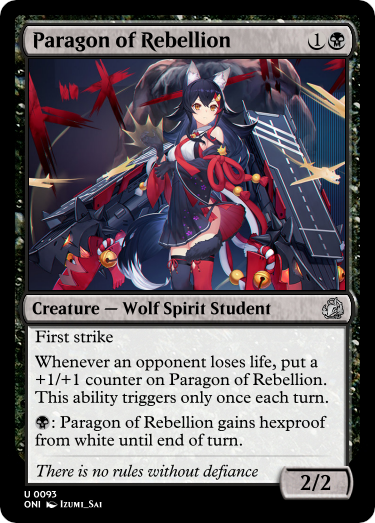 Paragon of Rebellion 1
Creature — Wolf Spirit Student
First strike
Whenever an opponent loses life, put a
+1/+1 counter on Paragon of Rebellion.
This ability triggers only once each turn.
: Paragon of Rebellion gains hexproof
from white until end of turn.
There is no rules without defiance
2/2
U 0093
ONI Izumi_Sai